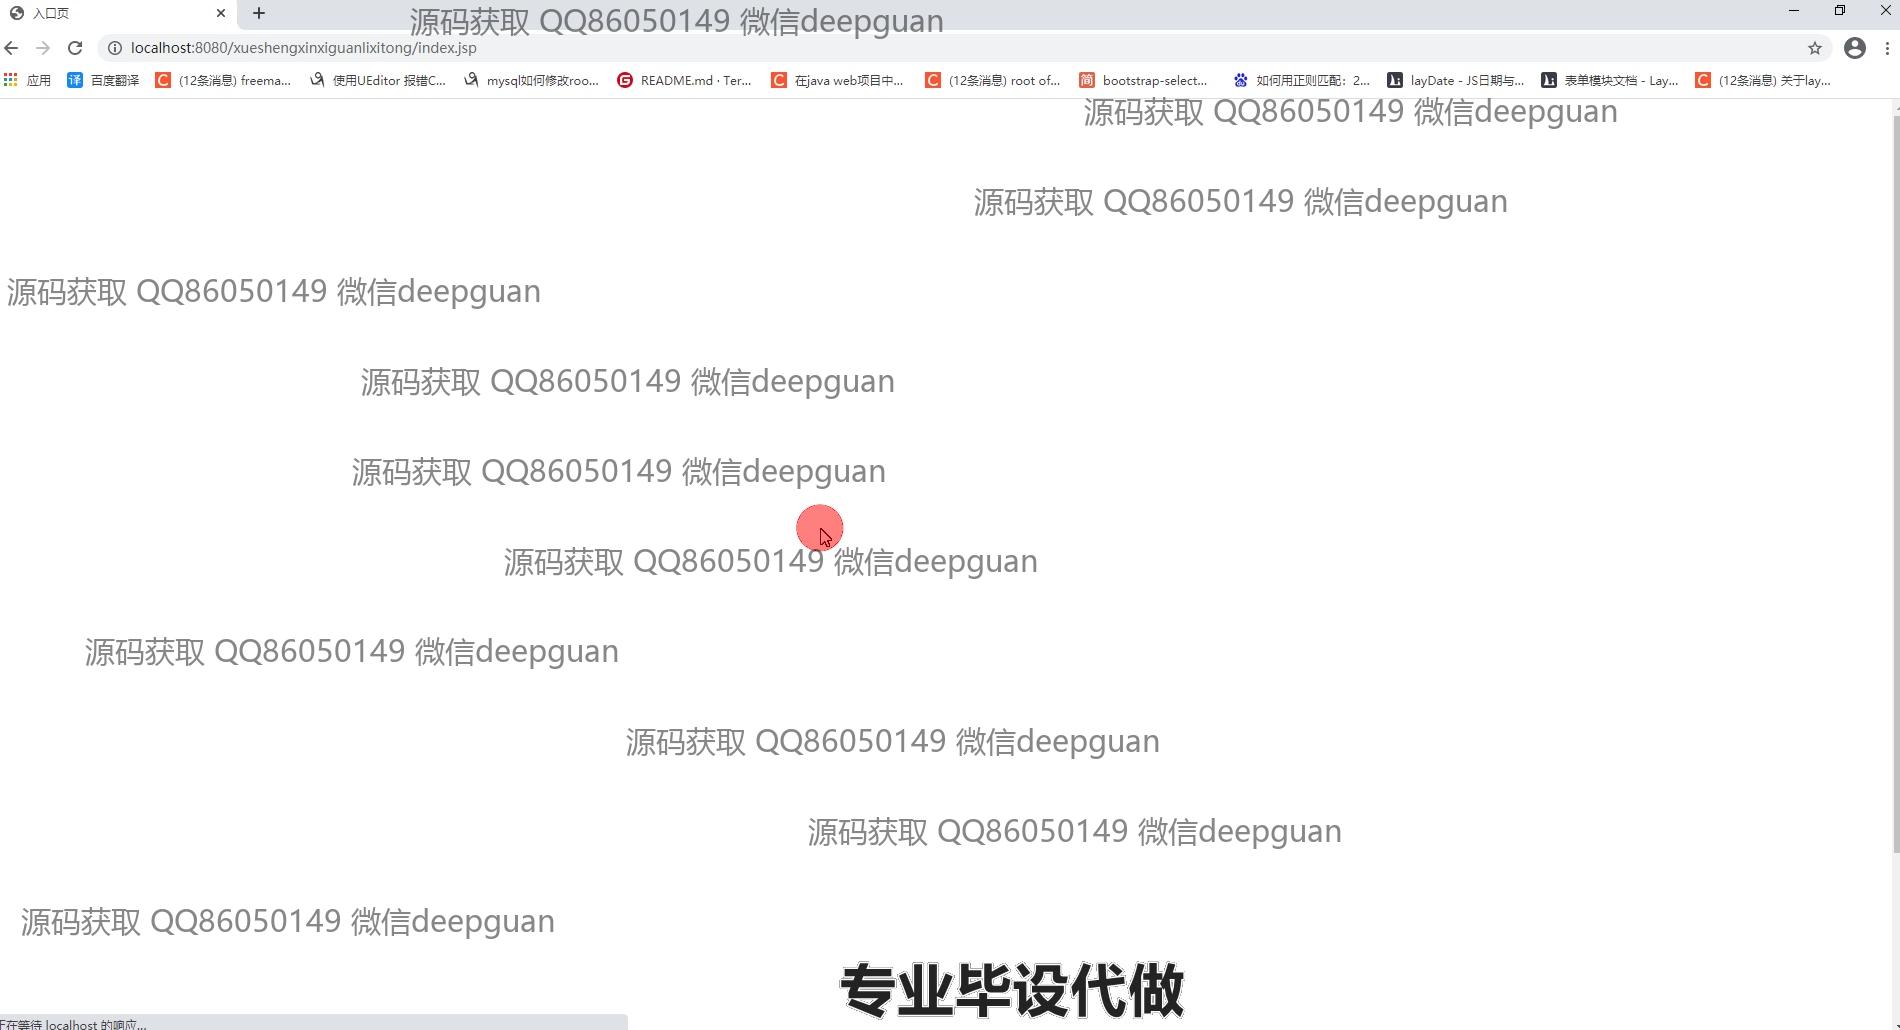 入口页
源码获取 QQ86050149 微信deepguan
localhost:8080/xueshengxinxiguanlixitong/index.jsp
应用 百度翻译 (12条消息) freema... 使用UEditor 报错C... mysql如何修改roo... README.md · Ter... 在java web项目中... (12条消息) root of... bootstrap-select... 如何用正则匹配：2... layDate - JS日期与... 表单模块文档 - Lay... (12条消息) 关于lay...
源码获取 QQ86050149 微信deepguan
源码获取 QQ86050149 微信deepguan
源码获取 QQ86050149 微信deepguan
源码获取 QQ86050149 微信deepguan
源码获取 QQ86050149 微信deepguan
源码获取 QQ86050149 微信deepguan
源码获取 QQ86050149 微信deepguan
源码获取 QQ86050149 微信deepguan
源码获取 QQ86050149 微信deepguan
源码获取 QQ86050149 微信deepguan
专业毕设代做
正在等待 localhost 的响应...